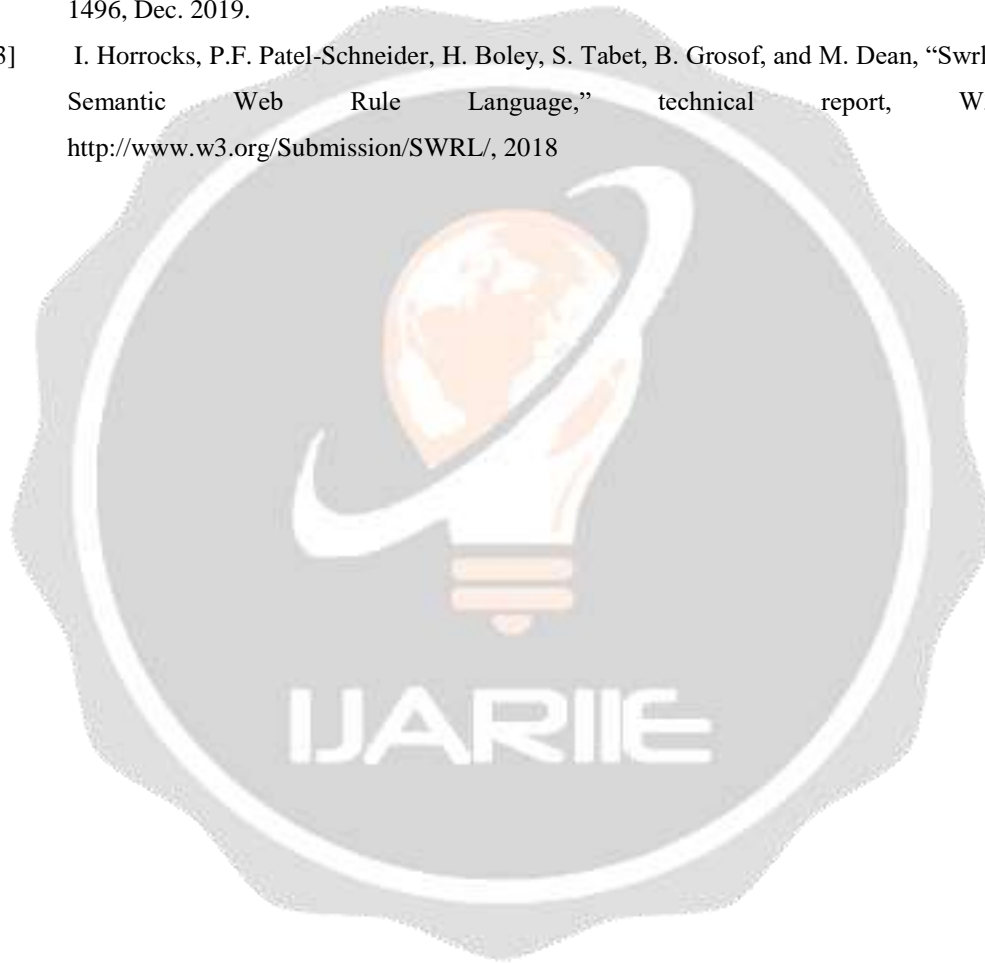 1496, Dec. 2019.
3] I. Horrocks, P.F. Patel-Schneider, H. Boley, S. Tabet, B. Grosof, and M. Dean, “Swrl
Semantic Web Rule Language,” technical report, W
http://www.w3.org/Submission/SWRL/, 2018
IJARIIE